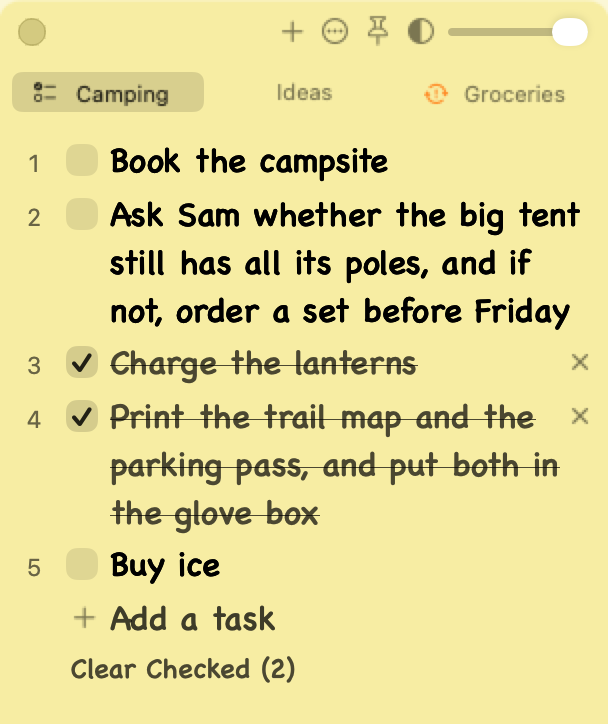 Camping Ideas Groceries
1 Book the campsite
2 Ask Sam whether the big tent
still has all its poles, and if
not, order a set before Friday
3 Charge the lanterns
4 Print the trail map and the
parking pass, and put both in
the glove box
5 Buy ice
+ Add a task
Clear Checked (2)